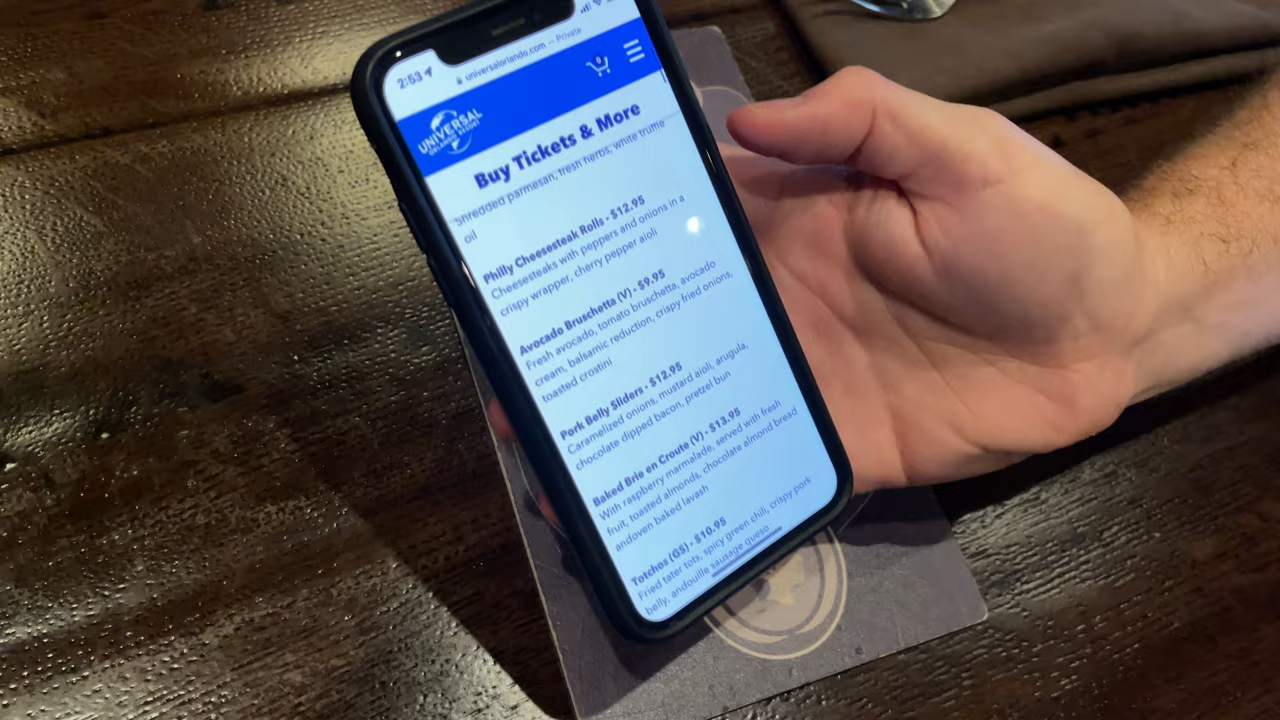 2:53
universalorlando.com — Private
0
UNIVERSAL
ORLANDO RESORT
Buy Tickets & More
shredded parmesan, fresh herbs, white truffle
oil
Philly Cheesesteak Rolls - $12.95
Cheesesteaks with peppers and onions in a
crispy wrapper, cherry pepper aioli
Avocado Bruschetta (V) - $9.95
Fresh avocado, tomato bruschetta, avocado
cream, balsamic reduction, crispy fried onions,
toasted crostini
Pork Belly Sliders - $12.95
Caramelized onions, mustard aioli, arugula,
chocolate dipped bacon, pretzel bun
Baked Brie en Croute (V) - $13.95
With raspberry marmalade, served with fresh
fruit, toasted almonds, chocolate almond bread
andoven baked lavash
Totchos (GS) - $10.95
Fried tater tots, spicy green chili, crispy pork
belly, andouille sausage queso